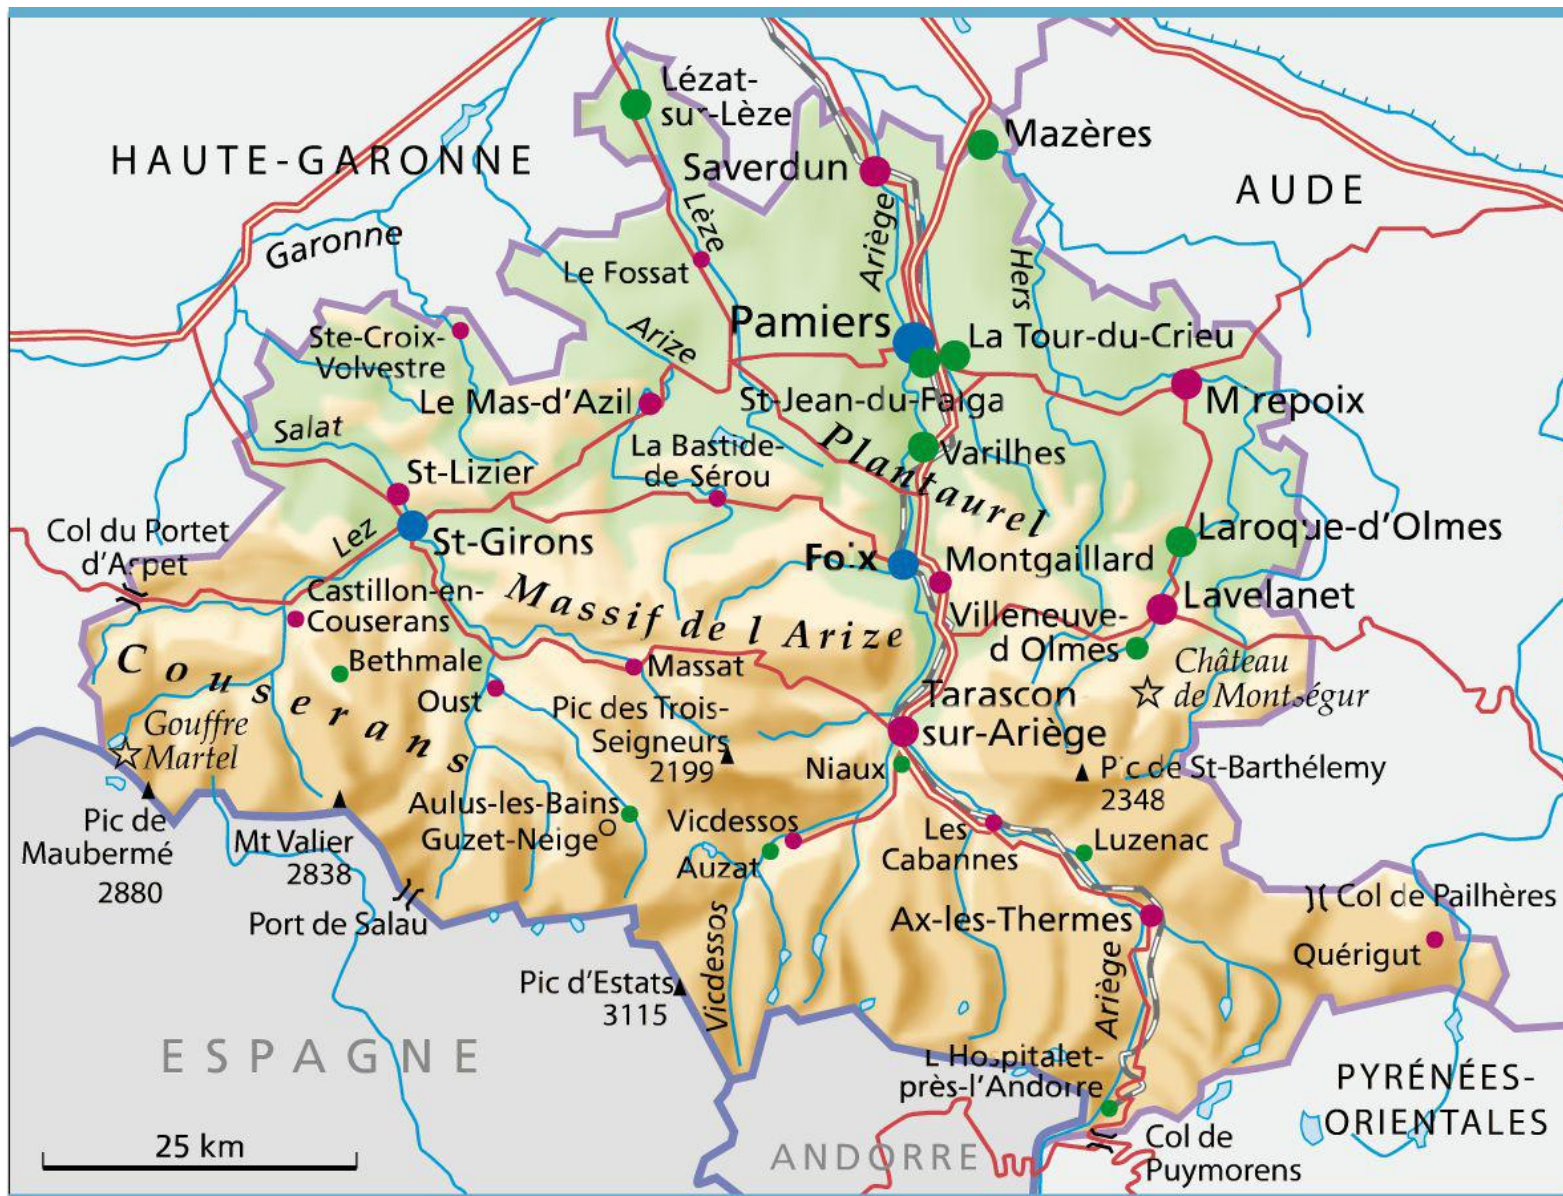 Lézat-
sur-Lèze
Mazères
HAUTE-GARONNE
Saverdun
AUDE
Lèze
Ariège
Garonne
Hers
Le Fossat
Pamiers
Ste-Croix-
Volvestre
Arize
La Tour-du-Crieu
Le Mas-d'Azil
St-Jean-du-Falga
Mirepoix
Salat
Plantaurel
La Bastide-
de Sérou
Varilhes
St-Lizier
Col du Portet
d'Aspet
Lez
St-Girons
Laroque-d'Olmes
Foix
Montgaillard
Castillon-en-
Couserans
Massif de l Arize
Villeneuve-
d Olmes
Lavelanet
Couserans
Bethmale
Massat
Château
de Montségur
Oust
Gouffre
Martel
Pic des Trois-
Seigneurs
2199
Tarascon
sur-Ariège
Niaux
Pic de St-Barthélemy
2348
Pic de
Maubermé
2880
Mt Valier
2838
Aulus-les-Bains
Guzet-Neige
Vicdessos
Auzat
Les
Cabannes
Luzenac
Port de Salau
Ax-les-Thermes
Col de Pailhères
Quérigut
Pic d'Estats
3115
Vicdessos
Ariège
ESPAGNE
L'Hospitalet-
près-l'Andorre
PYRÉNÉES-
ORIENTALES
25 km
ANDORRE
Col de
Puymorens